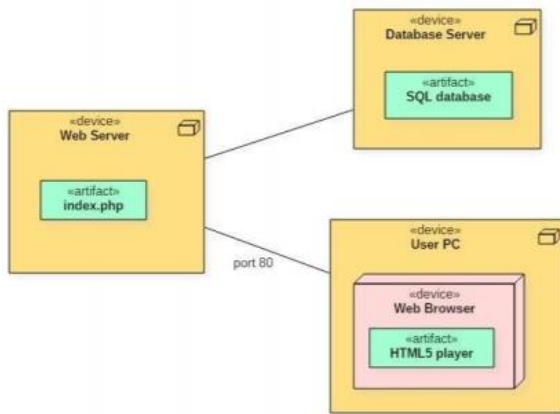 «device»
Database Server
«artifact»
SQL database
«device»
Web Server
«artifact»
index.php
port 80
«device»
User PC
«device»
Web Browser
«artifact»
HTML5 player